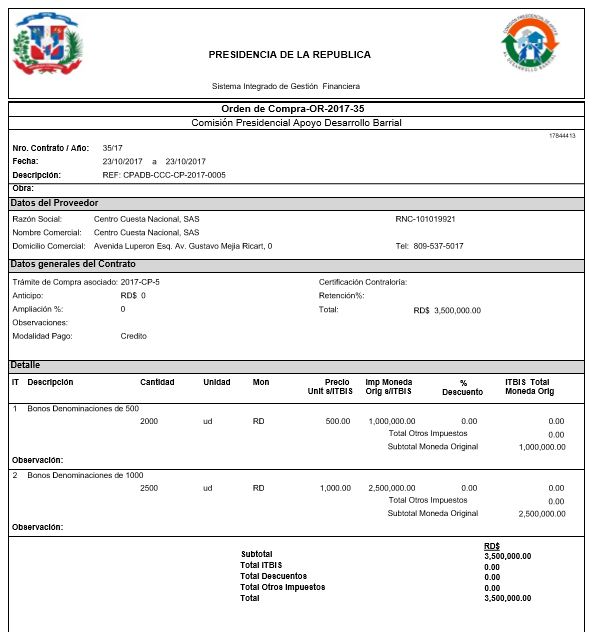 PRESIDENCIA DE LA REPUBLICA
Sistema Integrado de Gestión Financiera
Orden de Compra-OR-2017-35
Comisión Presidencial Apoyo Desarrollo Barrial
17844413
Nro. Contrato / Año: 35/17
Fecha: 23/10/2017 a 23/10/2017
Descripción: REF: CPADB-CCC-CP-2017-0005
Obra:
Datos del Proveedor
Razón Social: Centro Cuesta Nacional, SAS RNC-101019921
Nombre Comercial: Centro Cuesta Nacional, SAS
Domicilio Comercial: Avenida Luperon Esq. Av. Gustavo Mejia Ricart, 0 Tel: 809-537-5017
Datos generales del Contrato
Trámite de Compra asociado: 2017-CP-5 Certificación Contraloría:
Anticipo: RD$ 0 Retención%:
Ampliación %: 0 Total: RD$ 3,500,000.00
Observaciones:
Modalidad Pago: Credito
Detalle
IT Descripción Cantidad Unidad Mon Precio Imp Moneda % ITBIS Total
Unit s/ITBIS Orig s/ITBIS Descuento Moneda Orig
1 Bonos Denominaciones de 500
2000 ud RD 500.00 1,000,000.00 0.00 0.00
Total Otros Impuestos 0.00
Subtotal Moneda Original 1,000,000.00
Observación:
2 Bonos Denominaciones de 1000
2500 ud RD 1,000.00 2,500,000.00 0.00 0.00
Total Otros Impuestos 0.00
Subtotal Moneda Original 2,500,000.00
Observación:
RD$
Subtotal 3,500,000.00
Total ITBIS 0.00
Total Descuentos 0.00
Total Otros Impuestos 0.00
Total 3,500,000.00